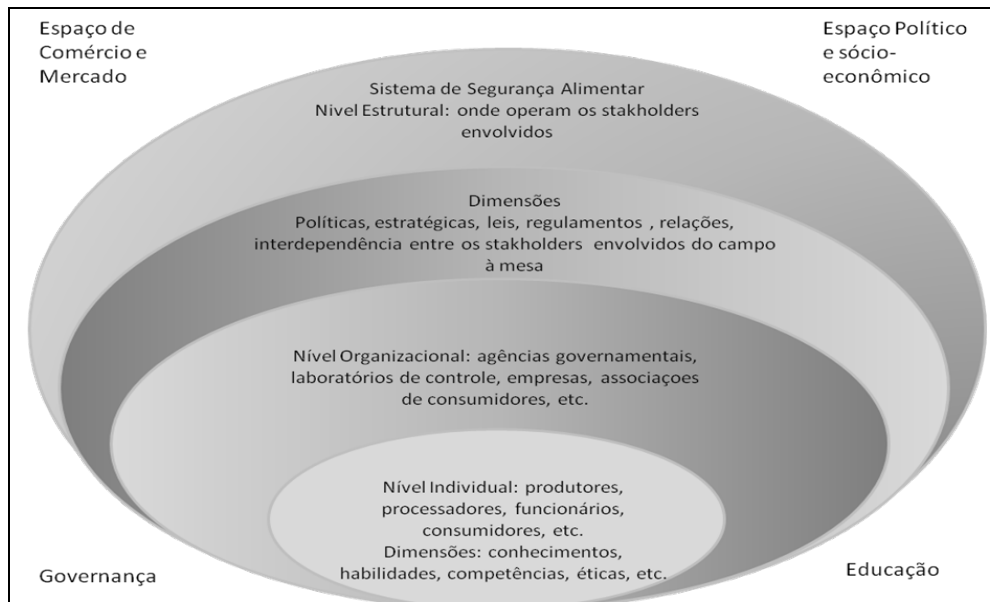 Espaço de
Comércio e
Mercado
Espaço Político
e sócio-
econômico
Sistema de Segurança Alimentar
Nivel Estrutural: onde operam os stakholders
envolvidos
Dimensões
Políticas, estratégicas, leis, regulamentos , relações,
interdependência entre os stakholders envolvidos do campo
à mesa
Nível Organizacional: agências governamentais,
laboratórios de controle, empresas, associaçoes
de consumidores, etc.
Nível Individual: produtores,
processadores, funcionários,
consumidores, etc.
Dimensões: conhecimentos,
habilidades, competências, éticas, etc.
Governança
Educação